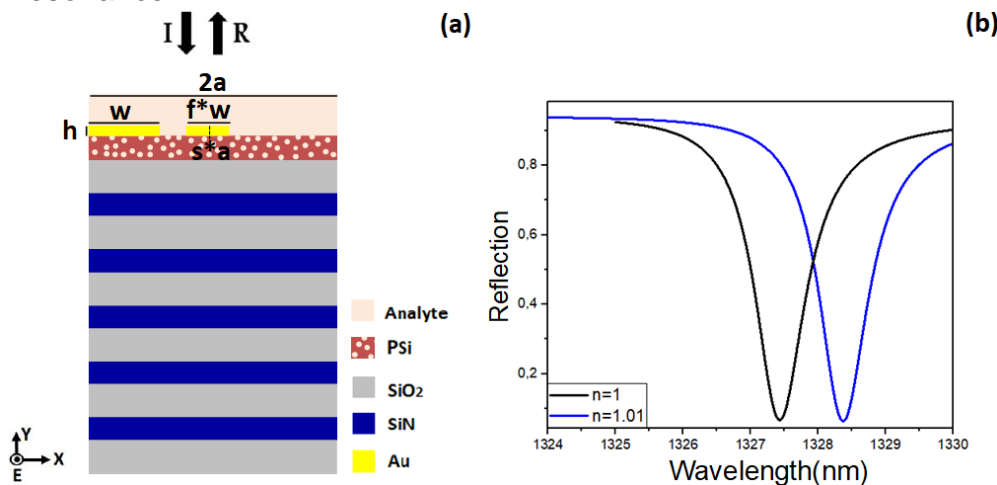 I R
(a)
2a
w
f*w
h
s*a
Analyte
PSi
SiO2
SiN
Au
Y
X
E
(b)
Reflection
0,8
0,6
0,4
0,2
n=1
n=1.01
1324 1325 1326 1327 1328 1329 1330
Wavelength(nm)